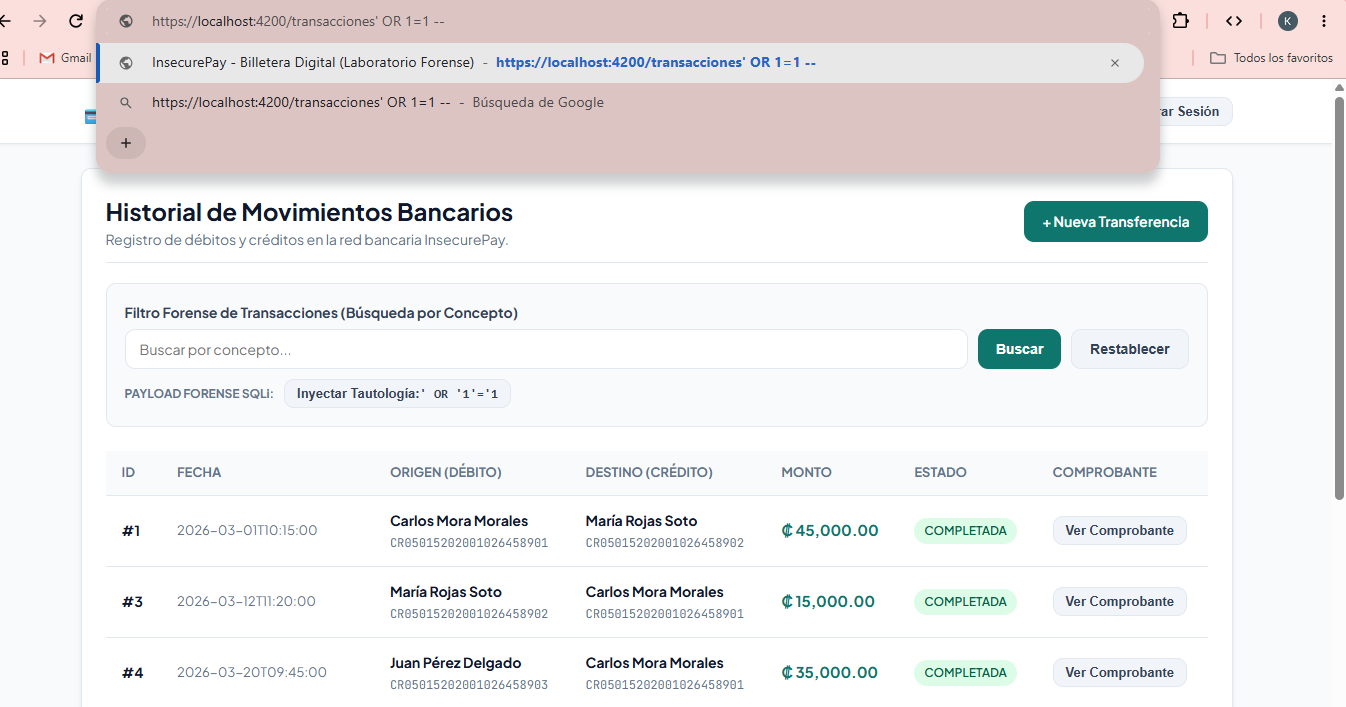 https://localhost:4200/transacciones' OR 1=1 --
K
InsecurePay - Billetera Digital (Laboratorio Forense) - https://localhost:4200/transacciones' OR 1=1 --
Gmail
Todos los favoritos
https://localhost:4200/transacciones' OR 1=1 -- - Búsqueda de Google
rar Sesión
Historial de Movimientos Bancarios
+ Nueva Transferencia
Registro de débitos y créditos en la red bancaria InsecurePay.
Filtro Forense de Transacciones (Búsqueda por Concepto)
Buscar por concepto...
Buscar
Restablecer
PAYLOAD FORENSE SQLI:
Inyectar Tautología:' OR '1'='1
ID FECHA ORIGEN (DÉBITO) DESTINO (CRÉDITO) MONTO ESTADO COMPROBANTE
#1 2026-03-01T10:15:00 Carlos Mora Morales María Rojas Soto ₡ 45,000.00 COMPLETADA Ver Comprobante
CR05015202001026458901 CR05015202001026458902
#3 2026-03-12T11:20:00 María Rojas Soto Carlos Mora Morales ₡ 15,000.00 COMPLETADA Ver Comprobante
CR05015202001026458902 CR05015202001026458901
#4 2026-03-20T09:45:00 Juan Pérez Delgado Carlos Mora Morales ₡ 35,000.00 COMPLETADA Ver Comprobante
CR05015202001026458903 CR05015202001026458901